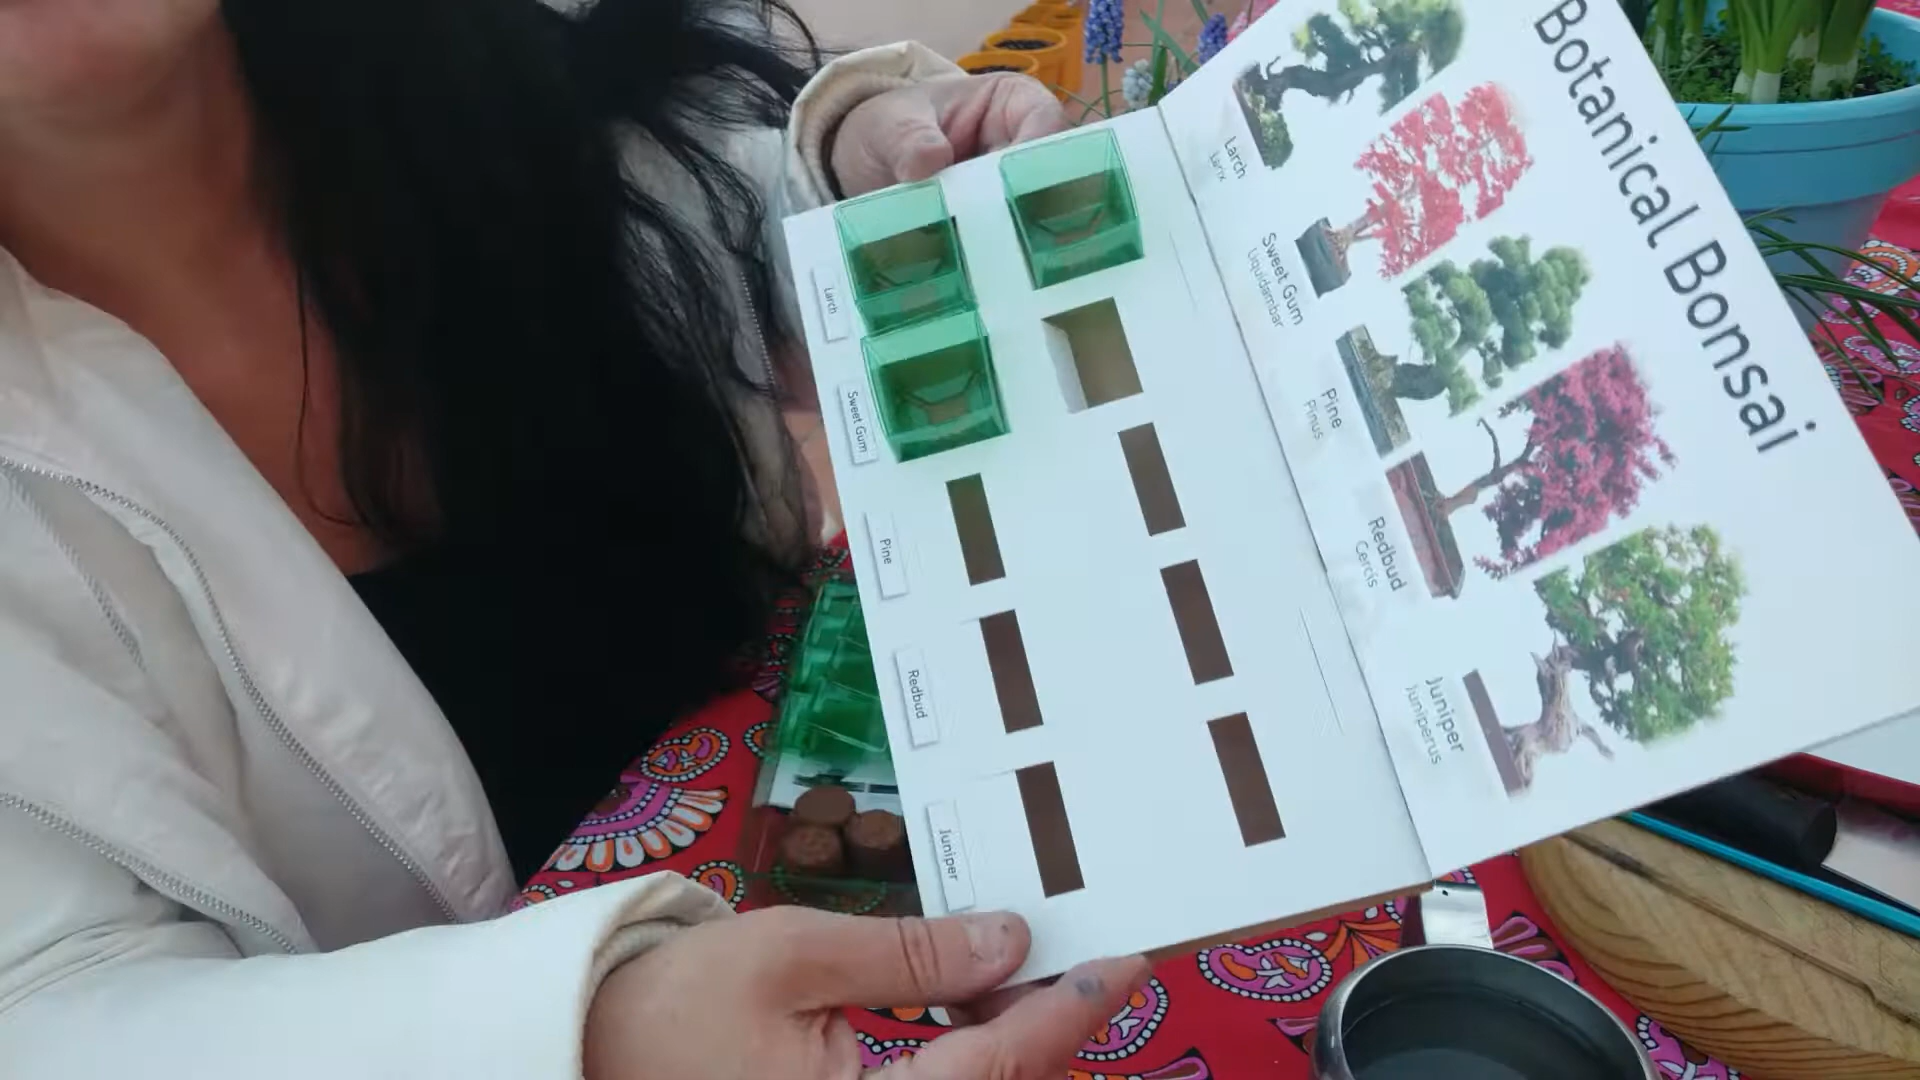 Botanical Bonsai
Larch
Larix
Sweet Gum
Liquidambar
Pine
Pinus
Redbud
Cercis
Juniper
Juniperus
Larch
Sweet Gum
Pine
Redbud
Juniper